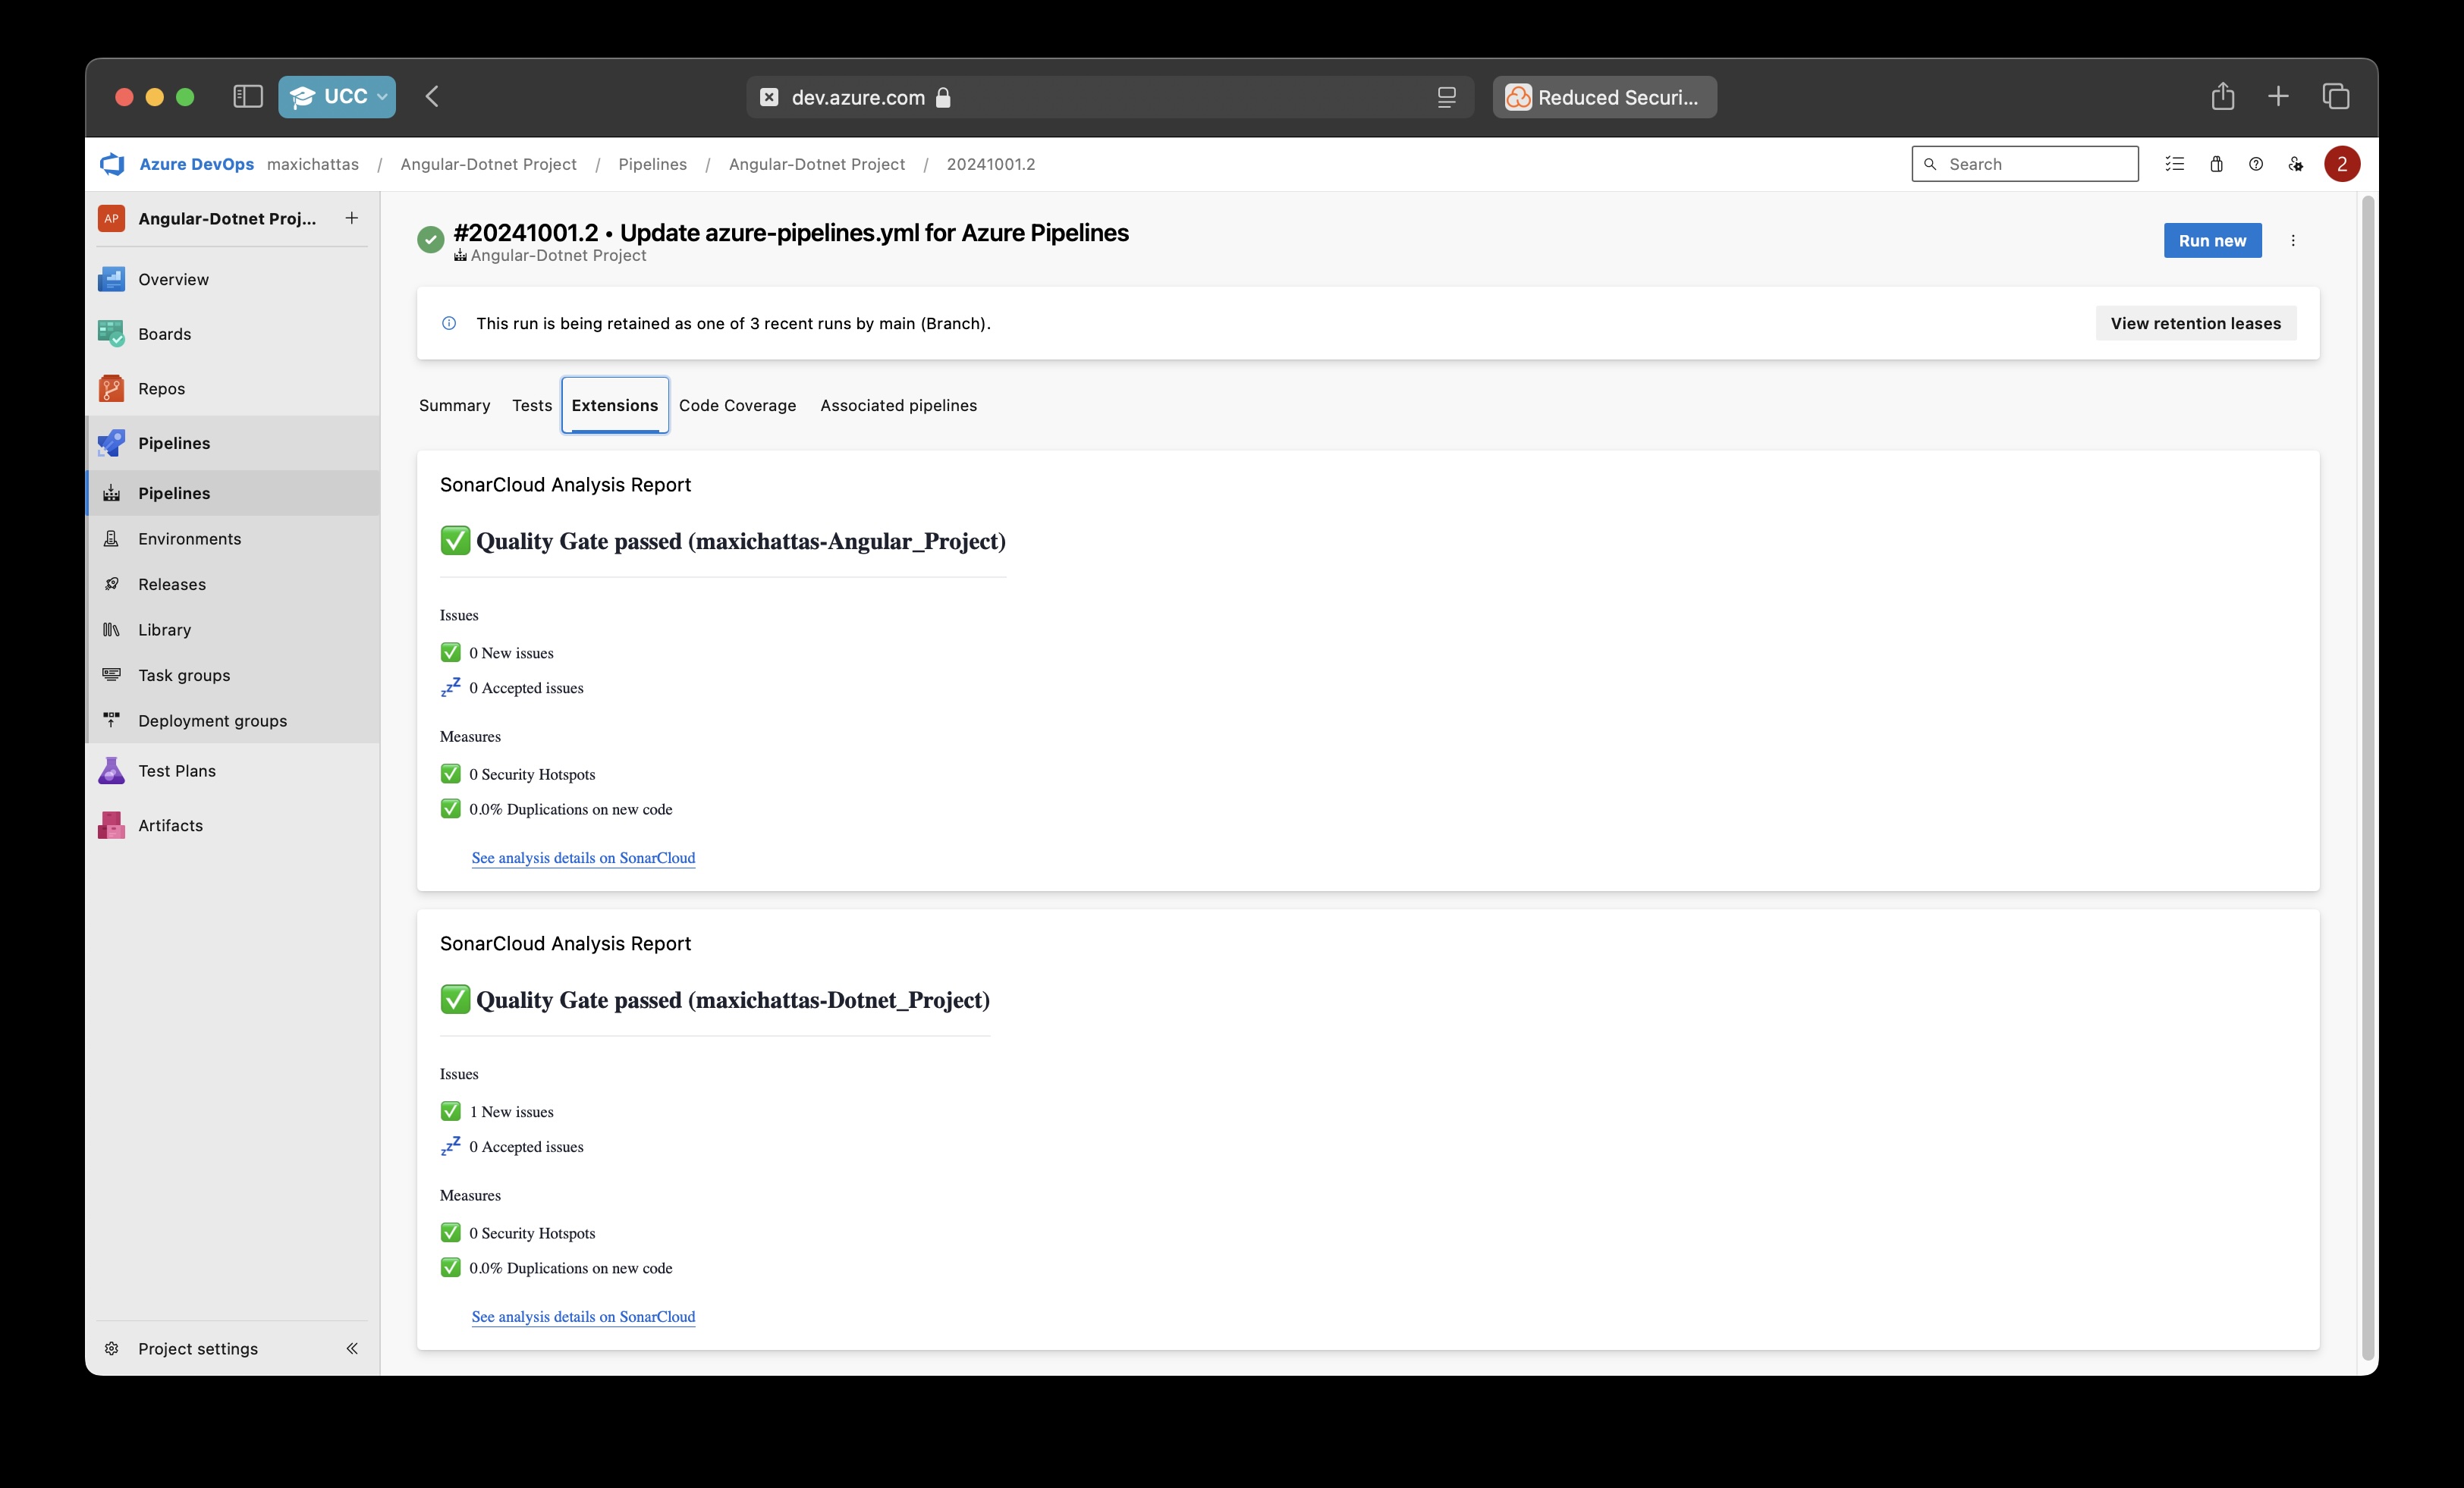 UCC
dev.azure.com
Reduced Securi...
Azure DevOps maxichattas / Angular-Dotnet Project / Pipelines / Angular-Dotnet Project / 20241001.2
Search
2
AP Angular-Dotnet Proj... +
Overview
Boards
Repos
Pipelines
Pipelines
Environments
Releases
Library
Task groups
Deployment groups
Test Plans
Artifacts
Project settings
#20241001.2 • Update azure-pipelines.yml for Azure Pipelines
Angular-Dotnet Project
Run new
This run is being retained as one of 3 recent runs by main (Branch).
View retention leases
Summary Tests Extensions Code Coverage Associated pipelines
SonarCloud Analysis Report
✅ Quality Gate passed (maxichattas-Angular_Project)
Issues
✅ 0 New issues
💤 0 Accepted issues
Measures
✅ 0 Security Hotspots
✅ 0.0% Duplications on new code
See analysis details on SonarCloud
SonarCloud Analysis Report
✅ Quality Gate passed (maxichattas-Dotnet_Project)
Issues
✅ 1 New issues
💤 0 Accepted issues
Measures
✅ 0 Security Hotspots
✅ 0.0% Duplications on new code
See analysis details on SonarCloud